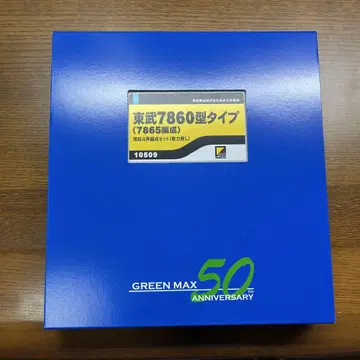 東武7860型タイプ
(7865編成)
増結4両編成セット(動力無し)
10509
GREEN MAX 50
ANNIVERSARY